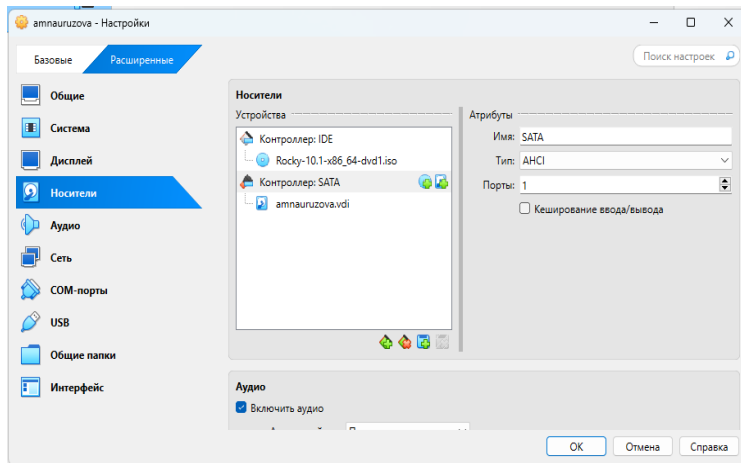 amnauruzova - Настройки
Базовые Расширенные
Поиск настроек
Общие
Система
Дисплей
Носители
Аудио
Сеть
COM-порты
USB
Общие папки
Интерфейс
Носители
Устройства
Контроллер: IDE
Rocky-10.1-x86_64-dvd1.iso
Контроллер: SATA
amnauruzova.vdi
Атрибуты
Имя: SATA
Тип: AHCI
Порты: 1
Кеширование ввода/вывода
Аудио
Включить аудио
OK Отмена Справка